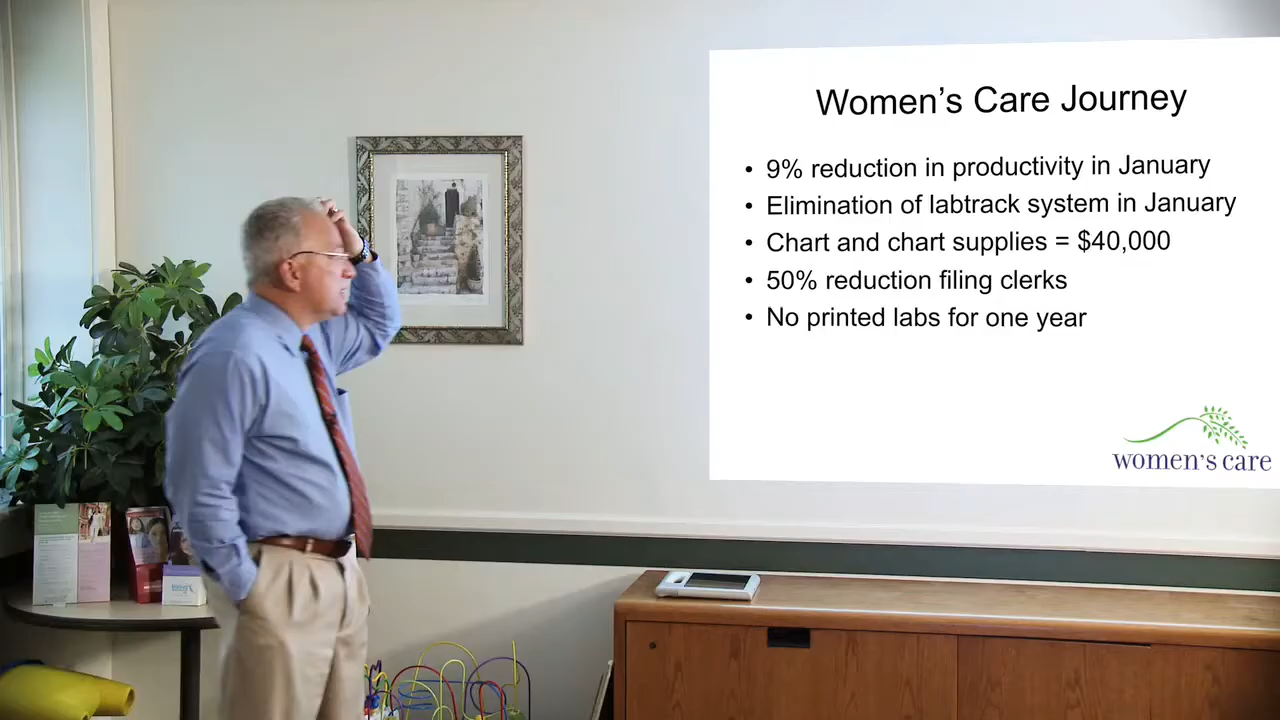 Women's Care Journey
• 9% reduction in productivity in January
• Elimination of labtrack system in January
• Chart and chart supplies = $40,000
• 50% reduction filing clerks
• No printed labs for one year
women's care